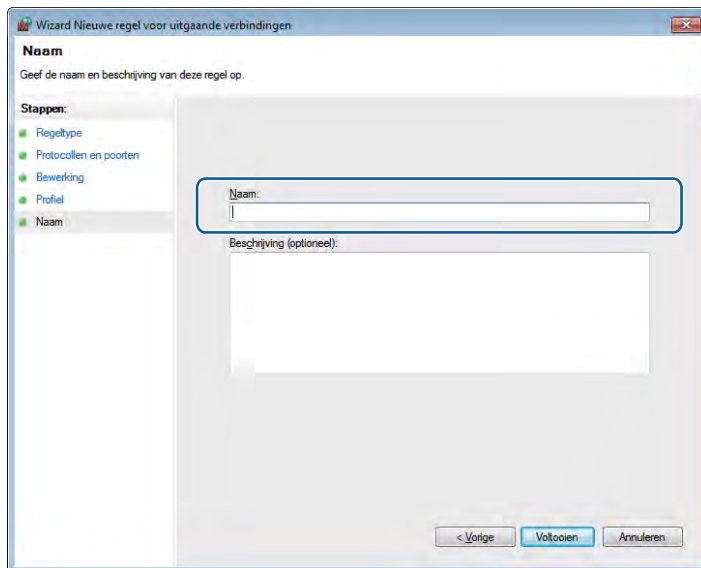 Wizard Nieuwe regel voor uitgaande verbindingen
Naam
Geef de naam en beschrijving van deze regel op.
Stappen:
Regeltype
Protocollen en poorten
Bewerking
Profiel
Naam
Naam:
Beschrijving (optioneel):
< Vorige
Voltooien
Annuleren